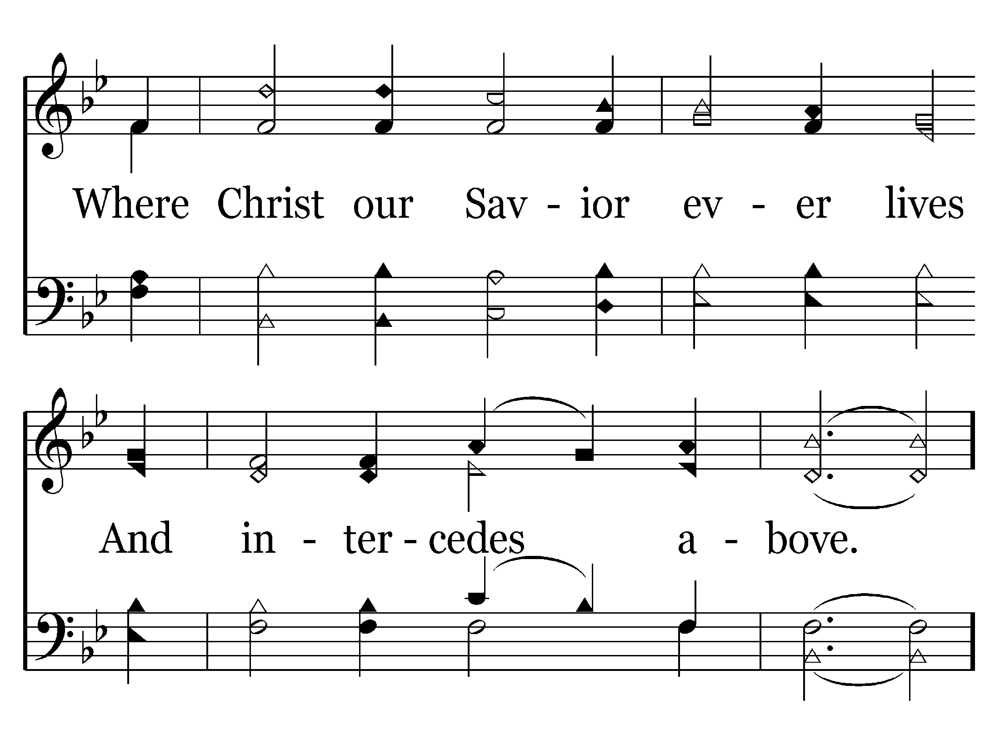 Where Christ our Sav - ior ev - er lives
And in - ter - cedes a - bove.